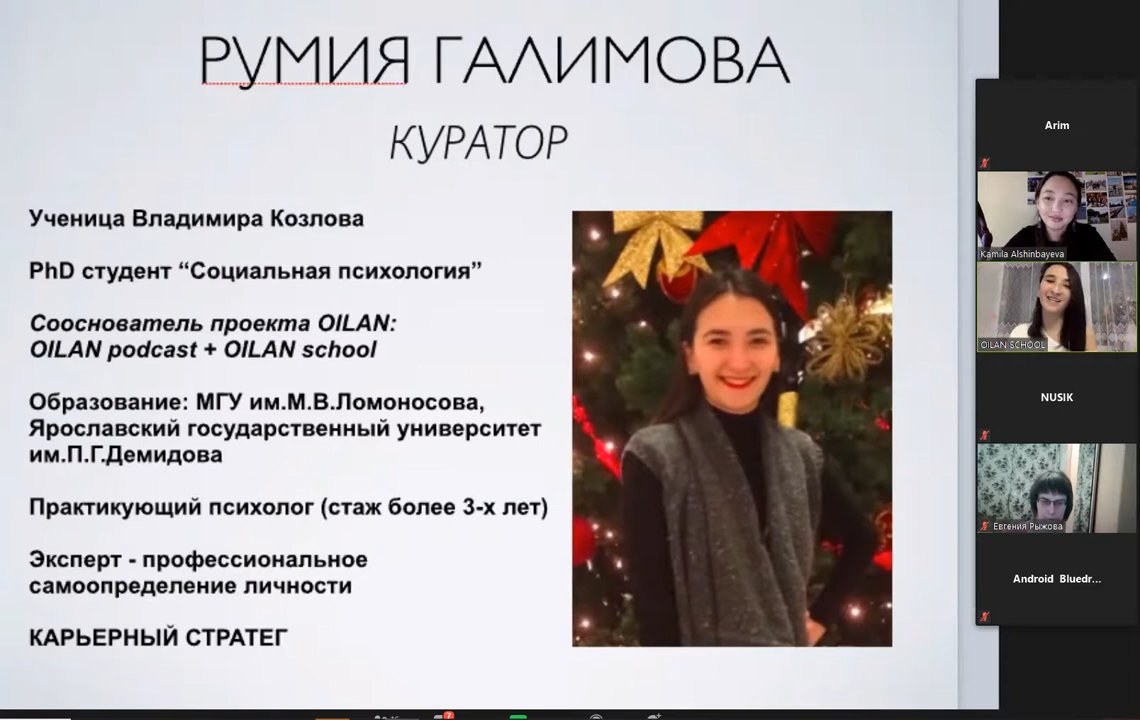 РУМИЯ ГАЛИМОВА
КУРАТОР
Ученица Владимира Козлова
PhD студент “Социальная психология”
Сооснователь проекта OILAN:
OILAN podcast + OILAN school
Образование: МГУ им.М.В.Ломоносова,
Ярославский государственный университет
им.П.Г.Демидова
Практикующий психолог (стаж более 3-х лет)
Эксперт - профессиональное
самоопределение личности
КАРЬЕРНЫЙ СТРАТЕГ
Arim
Kamila Alshinbayeva
OILAN SCHOOL
NUSIK
Евгения Рыжова
Android Bluedr...
7